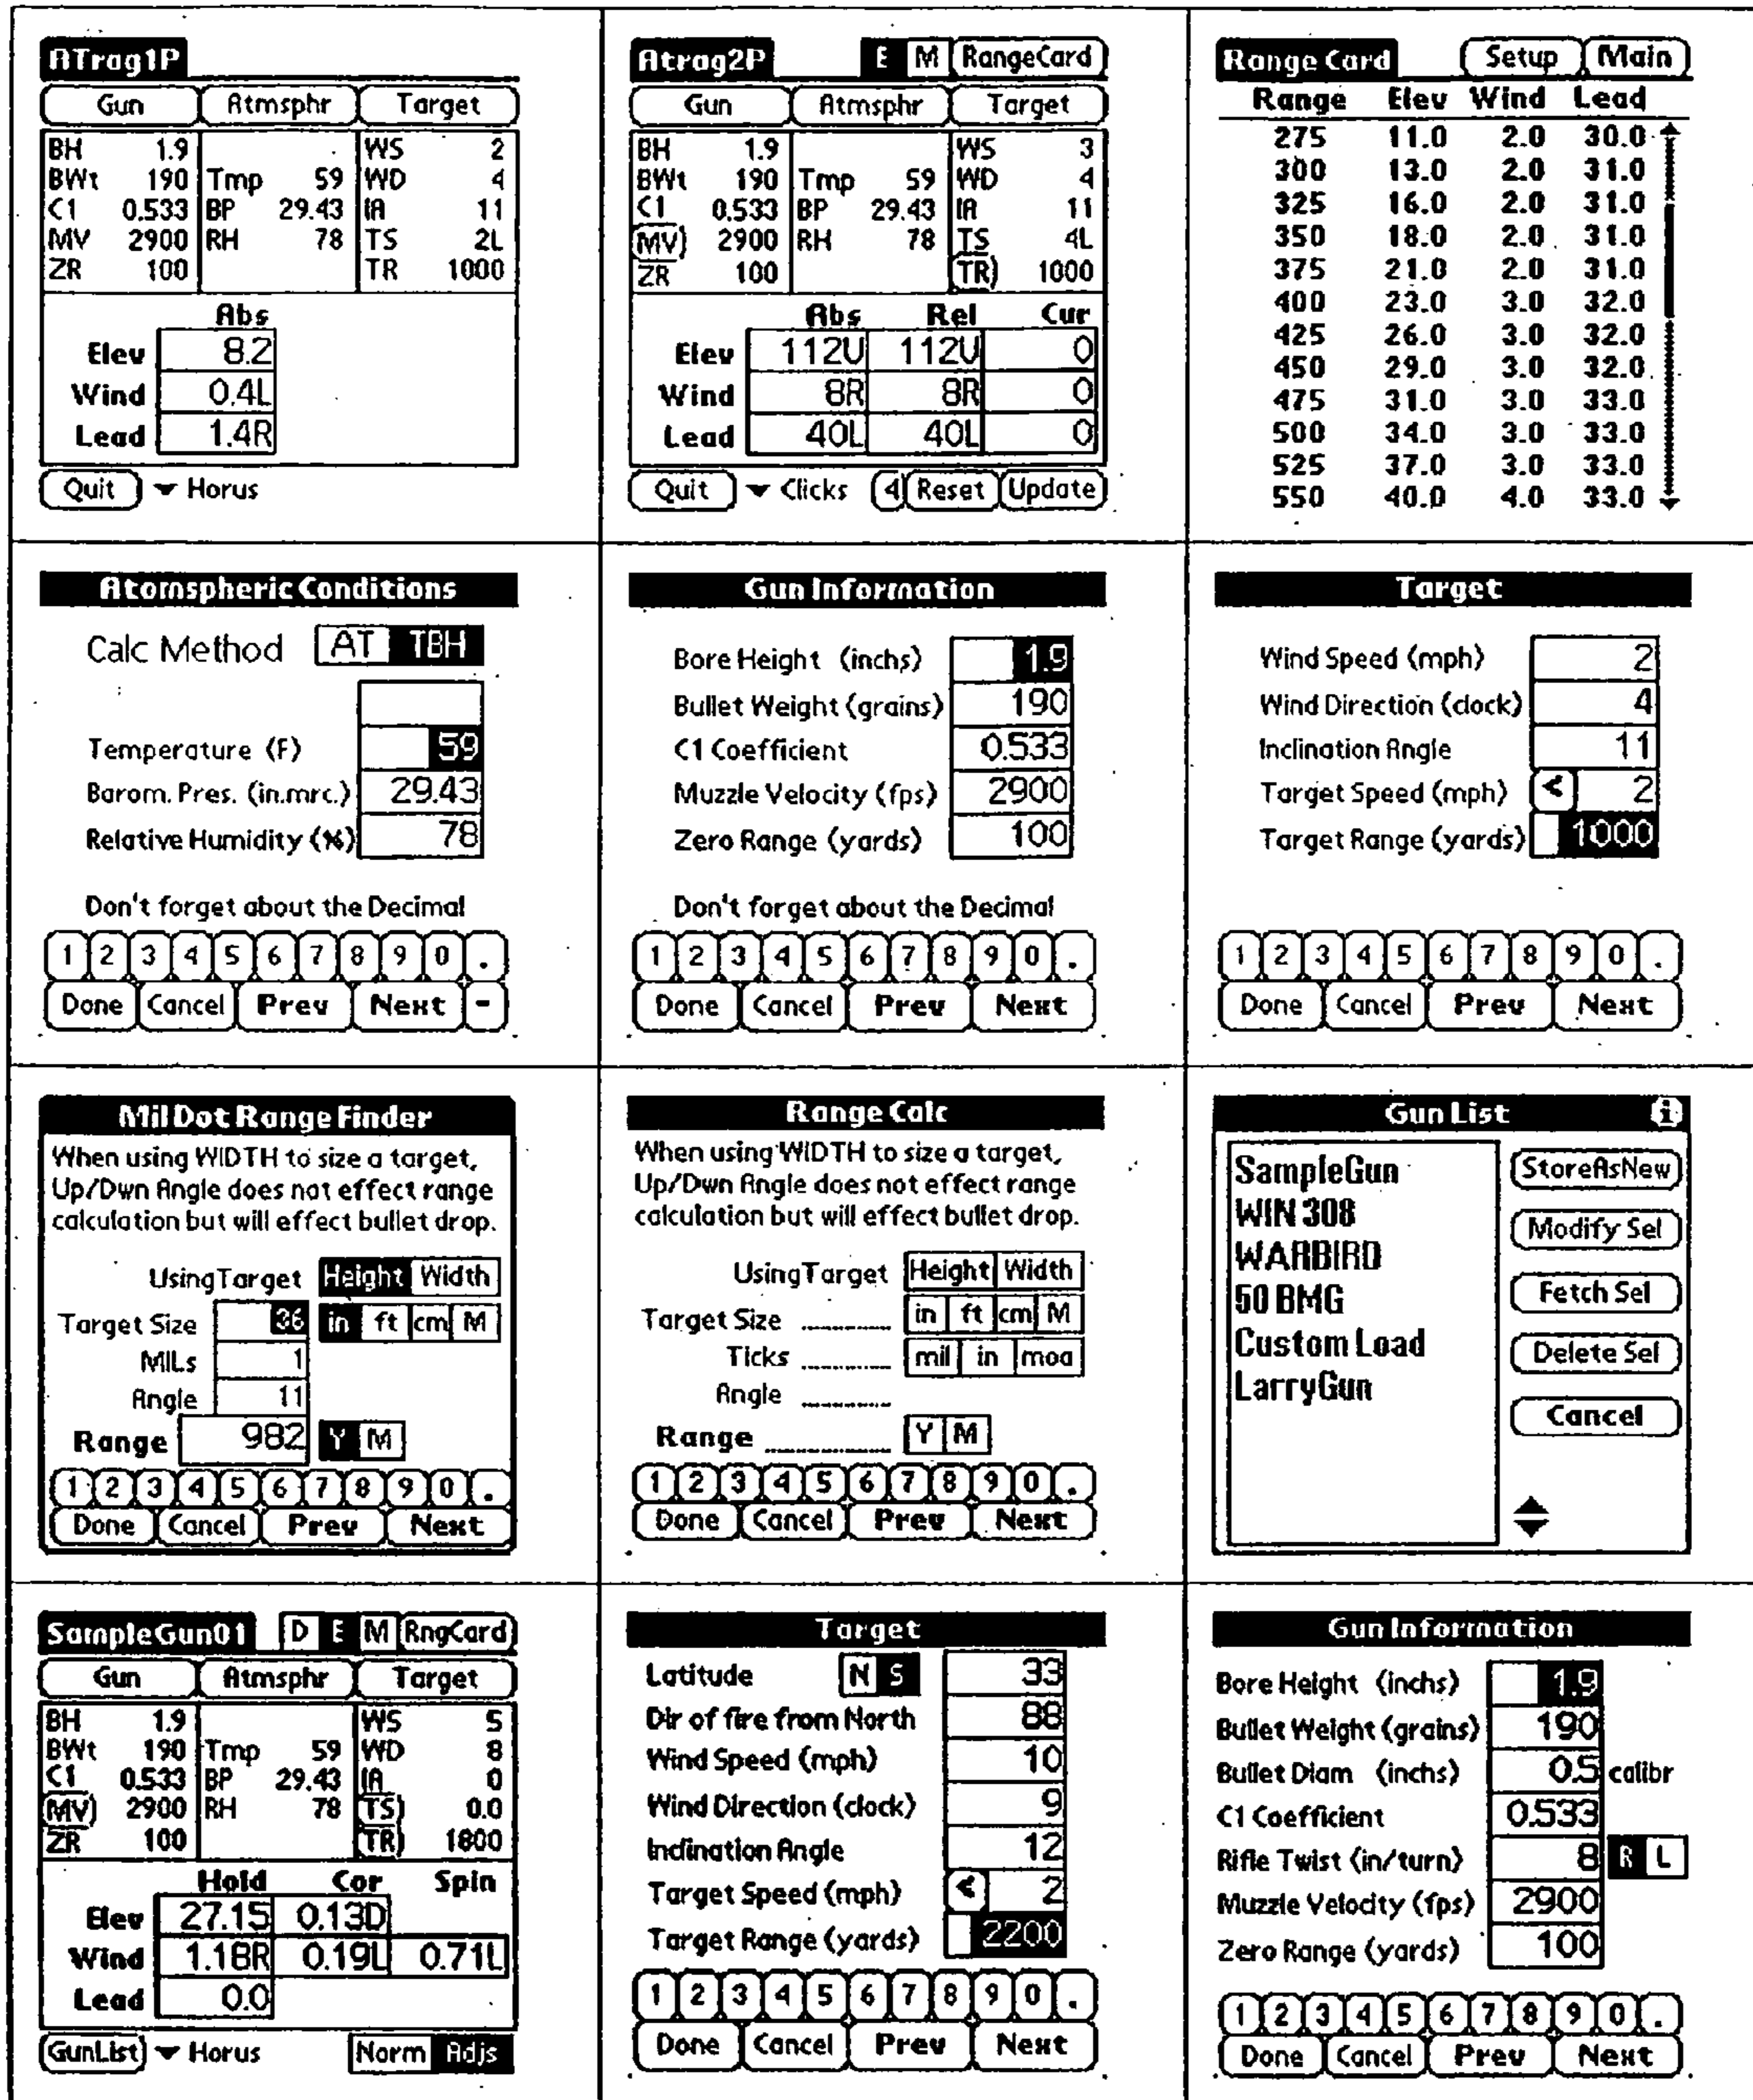 ATrag1P
Gun Atmsphr Target
BH 1.9 WS 2
BWt 190 Tmp 59 WD 4
C1 0.533 BP 29.43 IA 11
MV 2900 RH 78 TS 2L
ZR 100 TR 1000
Abs
Elev 8.2
Wind 0.4L
Lead 1.4R
Quit Horus
Atrag2P E M RangeCard
Gun Atmsphr Target
BH 1.9 WS 3
BWt 190 Tmp 59 WD 4
C1 0.533 BP 29.43 IA 11
MV 2900 RH 78 TS 4L
ZR 100 TR 1000
Abs Rel Cur
Elev 112U 112U 0
Wind 8R 8R 0
Lead 40L 40L 0
Quit Clicks 4 Reset Update
Range Card Setup Main
Range Elev Wind Lead
275 11.0 2.0 30.0
300 13.0 2.0 31.0
325 16.0 2.0 31.0
350 18.0 2.0 31.0
375 21.0 2.0 31.0
400 23.0 3.0 32.0
425 26.0 3.0 32.0
450 29.0 3.0 32.0
475 31.0 3.0 33.0
500 34.0 3.0 33.0
525 37.0 3.0 33.0
550 40.0 4.0 33.0
Atomspheric Conditions
Calc Method AT TBH
Temperature (F) 59
Barom. Pres. (in.mrc.) 29.43
Relative Humidity (%) 78
Don't forget about the Decimal
1 2 3 4 5 6 7 8 9 0 .
Done Cancel Prev Next -
Gun Information
Bore Height (inchs) 1.9
Bullet Weight (grains) 190
C1 Coefficient 0.533
Muzzle Velocity (fps) 2900
Zero Range (yards) 100
Don't forget about the Decimal
1 2 3 4 5 6 7 8 9 0 .
Done Cancel Prev Next
Target
Wind Speed (mph) 2
Wind Direction (clock) 4
Inclination Angle 11
Target Speed (mph) < 2
Target Range (yards) 1000
1 2 3 4 5 6 7 8 9 0 .
Done Cancel Prev Next
Mil Dot Range Finder
When using WIDTH to size a target,
Up/Dwn Angle does not effect range
calculation but will effect bullet drop.
Using Target Height Width
Target Size 36 in ft cm M
MILs 1
Angle 11
Range 982 Y M
1 2 3 4 5 6 7 8 9 0 .
Done Cancel Prev Next
Range Calc
When using WIDTH to size a target,
Up/Dwn Angle does not effect range
calculation but will effect bullet drop.
Using Target Height Width
Target Size ............ in ft cm M
Ticks ............ mil in moa
Angle ............
Range ............ Y M
1 2 3 4 5 6 7 8 9 0 .
Done Cancel Prev Next
Gun List i
SampleGun StoreAsNew
WIN 308 Modify Sel
WARBIRD
50 BMG Fetch Sel
Custom Load Delete Sel
LarryGun
Cancel
SampleGun01 D E M RngCard
Gun Atmsphr Target
BH 1.9 WS 5
BWt 190 Tmp 59 WD 8
C1 0.533 BP 29.43 IA 0
MV 2900 RH 78 TS 0.0
ZR 100 TR 1800
Hold Cor Spin
Elev 27.15 0.13D
Wind 1.18R 0.19L 0.71L
Lead 0.0
GunList Horus Norm Adjs
Target
Latitude N S 33
Dir of fire from North 88
Wind Speed (mph) 10
Wind Direction (clock) 9
Inclination Angle 12
Target Speed (mph) < 2
Target Range (yards) 2200
1 2 3 4 5 6 7 8 9 0 .
Done Cancel Prev Next
Gun Information
Bore Height (inchs) 1.9
Bullet Weight (grains) 190
Bullet Diam (inchs) 0.5 calibr
C1 Coefficient 0.533
Rifle Twist (in/turn) 8 R L
Muzzle Velocity (fps) 2900
Zero Range (yards) 100
1 2 3 4 5 6 7 8 9 0 .
Done Cancel Prev Next